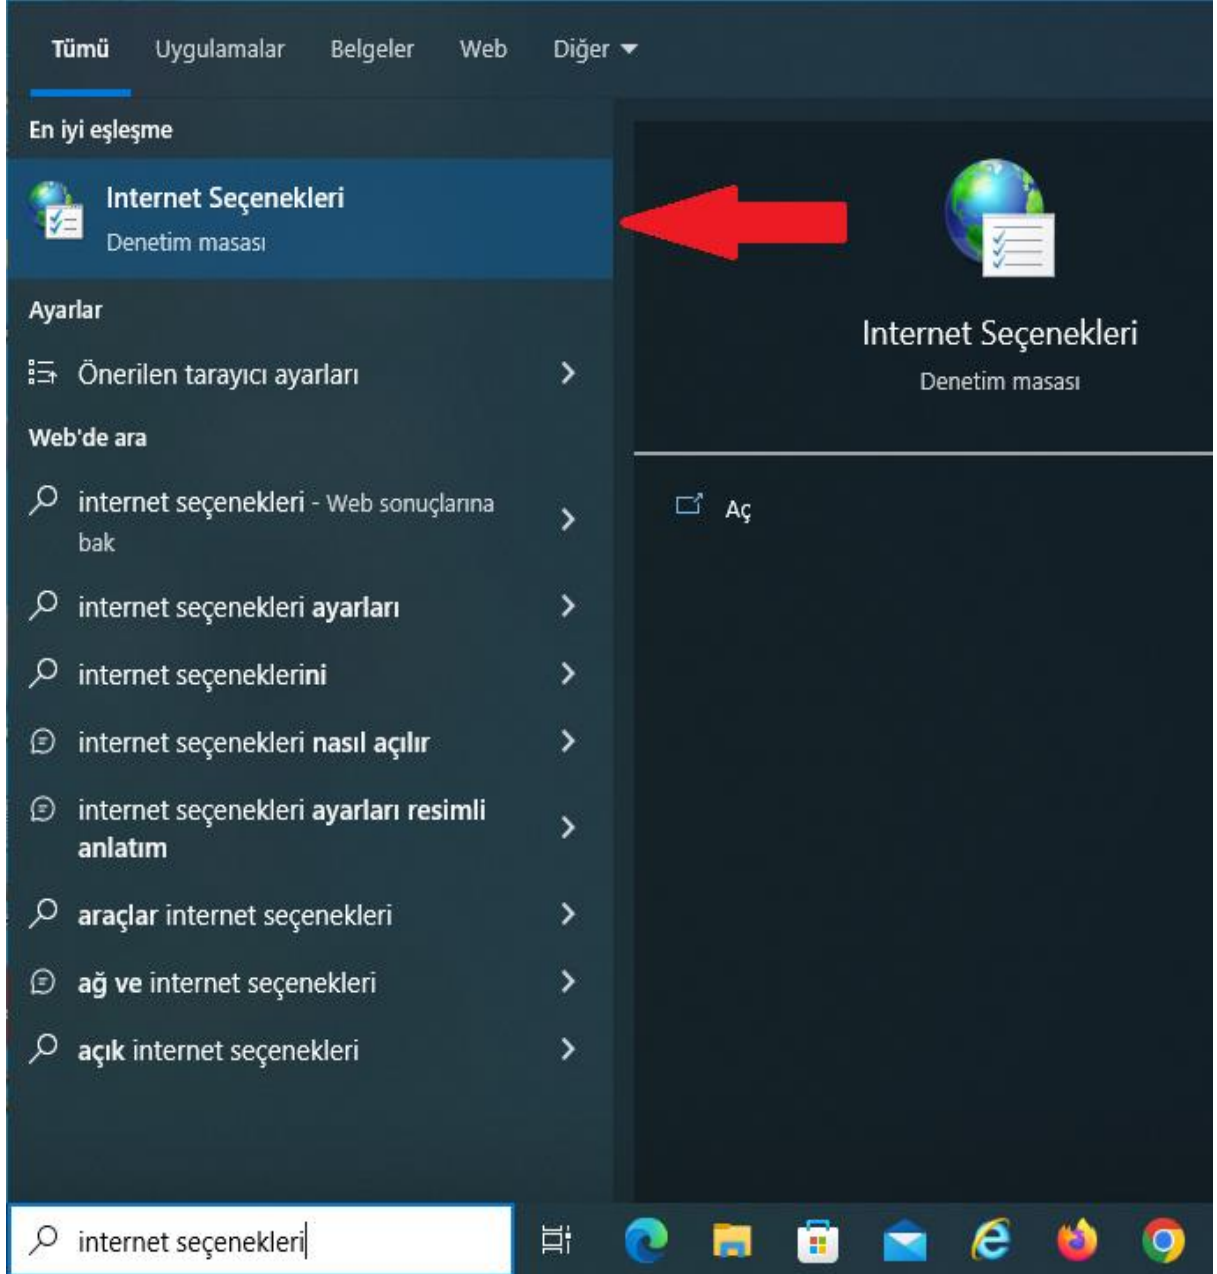 Tümü Uygulamalar Belgeler Web Diğer
En iyi eşleşme
Internet Seçenekleri
Denetim masası
Ayarlar
Önerilen tarayıcı ayarları
Web'de ara
internet seçenekleri - Web sonuçlarına
bak
internet seçenekleri ayarları
internet seçeneklerini
internet seçenekleri nasıl açılır
internet seçenekleri ayarları resimli
anlatım
araçlar internet seçenekleri
ağ ve internet seçenekleri
açık internet seçenekleri
Internet Seçenekleri
Denetim masası
Aç
internet seçenekleri